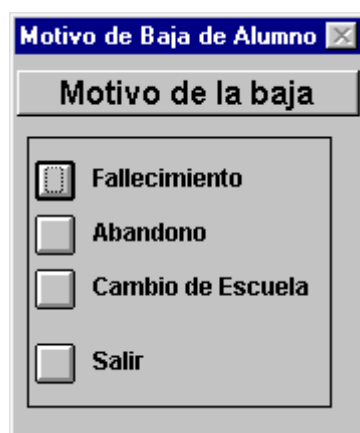 Motivo de Baja de Alumno
Motivo de la baja
Fallecimiento
Abandono
Cambio de Escuela
Salir